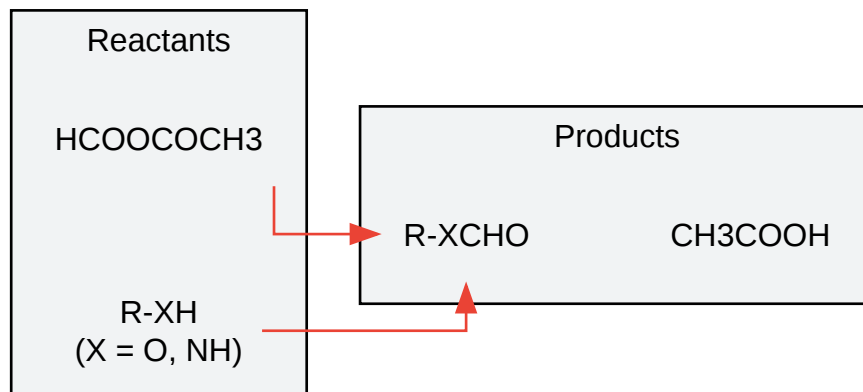 Reactants
HCOOCOCH3
R-XH
(X = O, NH)
Products
R-XCHO
CH3COOH